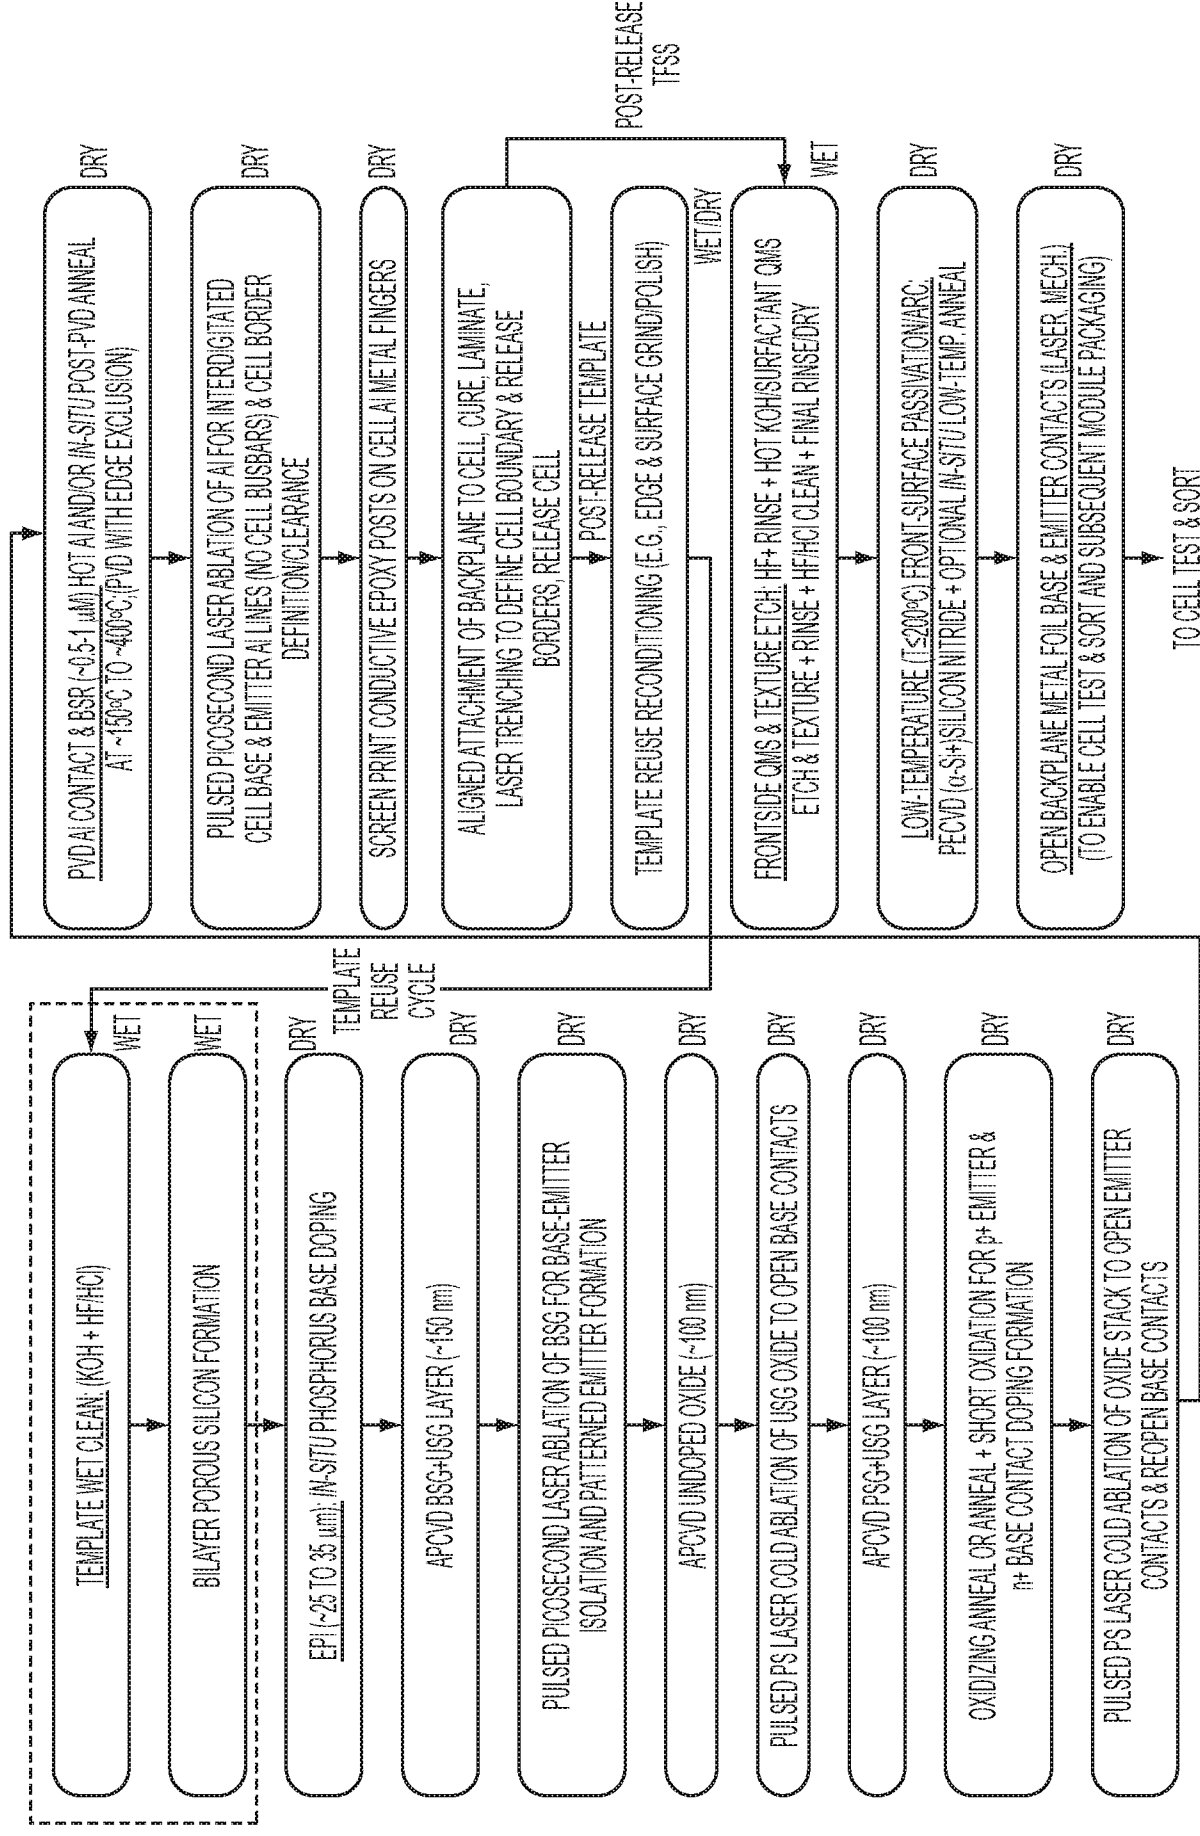 TEMPLATE WET CLEAN: (KOH + HF/HCl)
WET
BILAYER POROUS SILICON FORMATION
WET
EPI (~25 TO 35 µm): IN-SITU PHOSPHORUS BASE DOPING
DRY
TEMPLATE
REUSE
CYCLE
APCVD BSG+USG LAYER (~150 nm)
DRY
PULSED PICOSECOND LASER ABLATION OF BSG FOR BASE-EMITTER
ISOLATION AND PATTERNED EMITTER FORMATION
DRY
APCVD UNDOPED OXIDE (~100 nm)
DRY
PULSED PS LASER COLD ABLATION OF USG OXIDE TO OPEN BASE CONTACTS
DRY
APCVD PSG+USG LAYER (~100 nm)
DRY
OXIDIZING ANNEAL OR ANNEAL + SHORT OXIDATION FOR p+ EMITTER &
n+ BASE CONTACT DOPING FORMATION
DRY
PULSED PS LASER COLD ABLATION OF OXIDE STACK TO OPEN EMITTER
CONTACTS & REOPEN BASE CONTACTS
DRY
PVD Al CONTACT & BSR (~0.5-1 µM) HOT Al AND/OR IN-SITU POST-PVD ANNEAL
AT ~150ºC TO ~400ºC;(PVD WITH EDGE EXCLUSION)
DRY
PULSED PICOSECOND LASER ABLATION OF Al FOR INTERDIGITATED
CELL BASE & EMITTER Al LINES (NO CELL BUSBARS) & CELL BORDER
DEFINITION/CLEARANCE
DRY
SCREEN PRINT CONDUCTIVE EPOXY POSTS ON CELL Al METAL FINGERS
DRY
ALIGNED ATTACHMENT OF BACKPLANE TO CELL, CURE, LAMINATE,
LASER TRENCHING TO DEFINE CELL BOUNDARY & RELEASE
BORDERS, RELEASE CELL
POST-RELEASE
TFSS
POST-RELEASE TEMPLATE
TEMPLATE REUSE RECONDITIONING (E.G., EDGE & SURFACE GRIND/POLISH)
WET/DRY
FRONTSIDE QMS & TEXTURE ETCH: HF+ RINSE + HOT KOH/SURFACTANT QMS
ETCH & TEXTURE + RINSE + HF/HCl CLEAN + FINAL RINSE/DRY
WET
LOW-TEMPERATURE (T≤200ºC) FRONT-SURFACE PASSIVATION/ARC:
PECVD (α-Si+)SILICON NITRIDE + OPTIONAL IN-SITU LOW-TEMP. ANNEAL
DRY
OPEN BACKPLANE METAL FOIL BASE & EMITTER CONTACTS (LASER, MECH.)
(TO ENABLE CELL TEST & SORT AND SUBSEQUENT MODULE PACKAGING)
DRY
TO CELL TEST & SORT